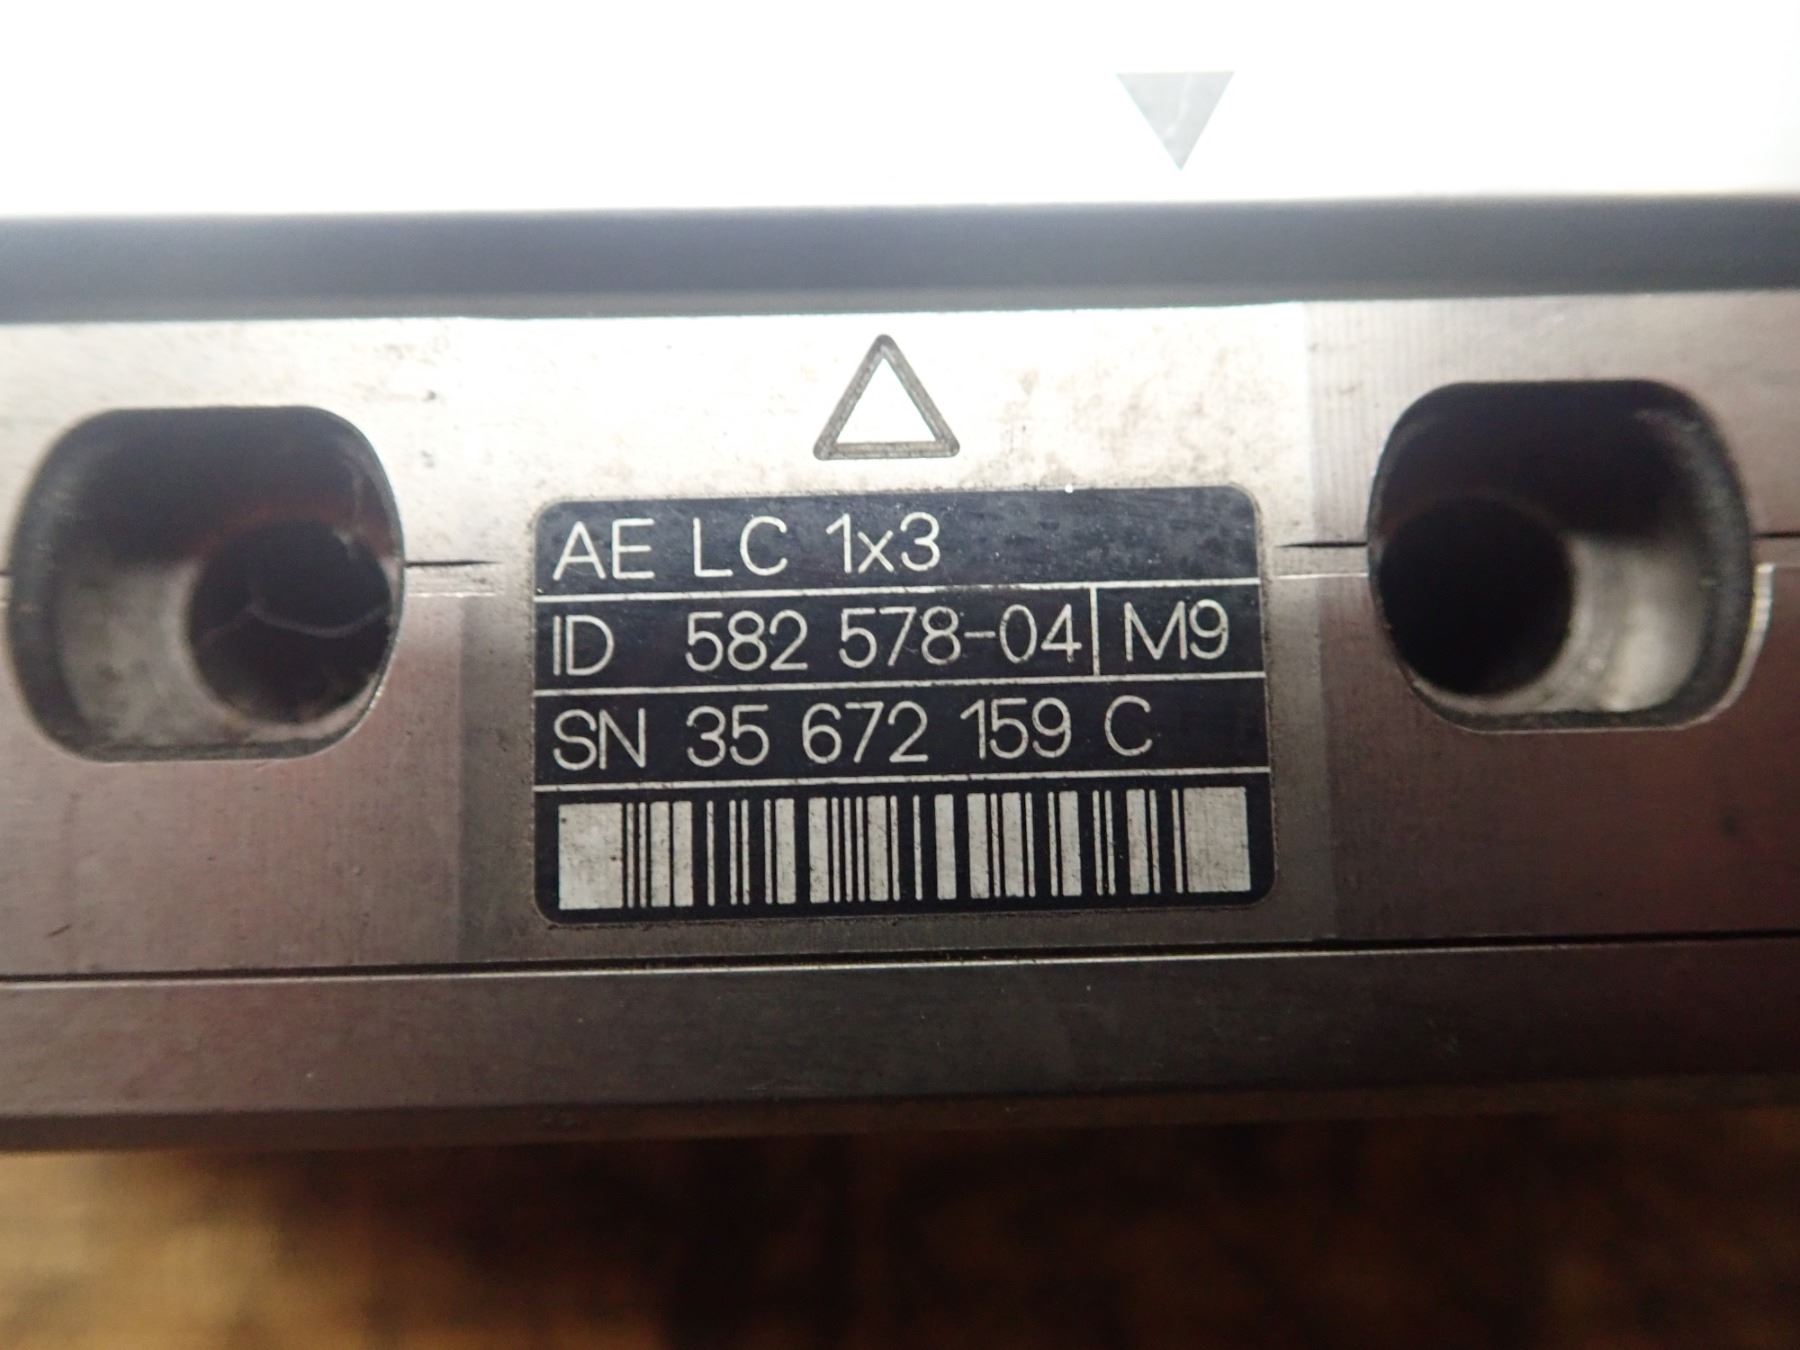 AE LC 1x3
ID 582 578-04 M9
SN 35 672 159 C